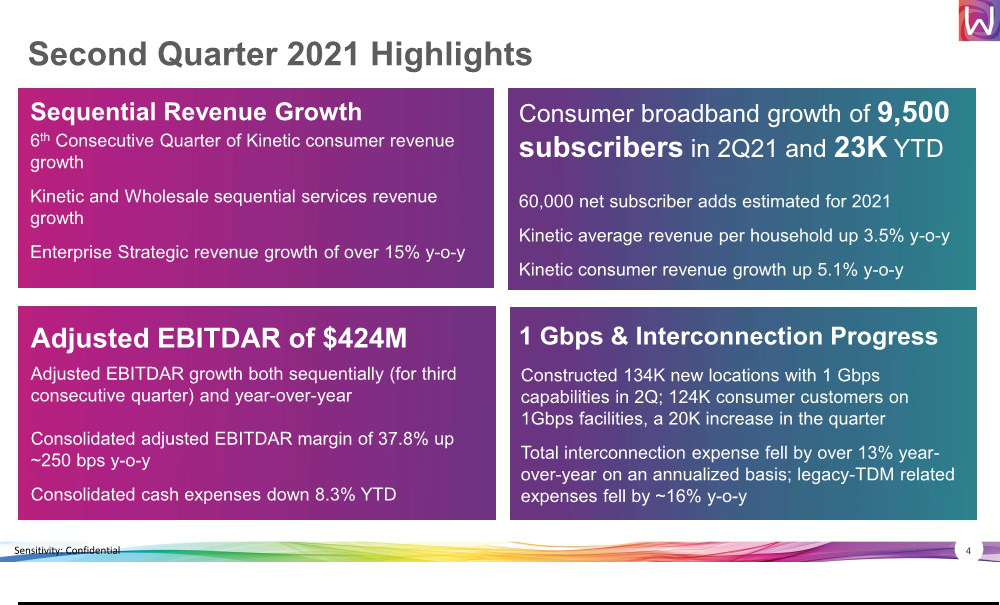 Second Quarter 2021 Highlights
Sequential Revenue Growth
6th Consecutive Quarter of Kinetic consumer revenue
growth
Kinetic and Wholesale sequential services revenue
growth
Enterprise Strategic revenue growth of over 15% y-o-y
Consumer broadband growth of 9,500
subscribers in 2Q21 and 23K YTD
60,000 net subscriber adds estimated for 2021
Kinetic average revenue per household up 3.5% y-o-y
Kinetic consumer revenue growth up 5.1% y-o-y
Adjusted EBITDAR of $424M
Adjusted EBITDAR growth both sequentially (for third
consecutive quarter) and year-over-year
Consolidated adjusted EBITDAR margin of 37.8% up
~250 bps y-o-y
Consolidated cash expenses down 8.3% YTD
1 Gbps & Interconnection Progress
Constructed 134K new locations with 1 Gbps
capabilities in 2Q; 124K consumer customers on
1Gbps facilities, a 20K increase in the quarter
Total interconnection expense fell by over 13% year-
over-year on an annualized basis; legacy-TDM related
expenses fell by ~16% y-o-y
Sensitivity: Confidential
4